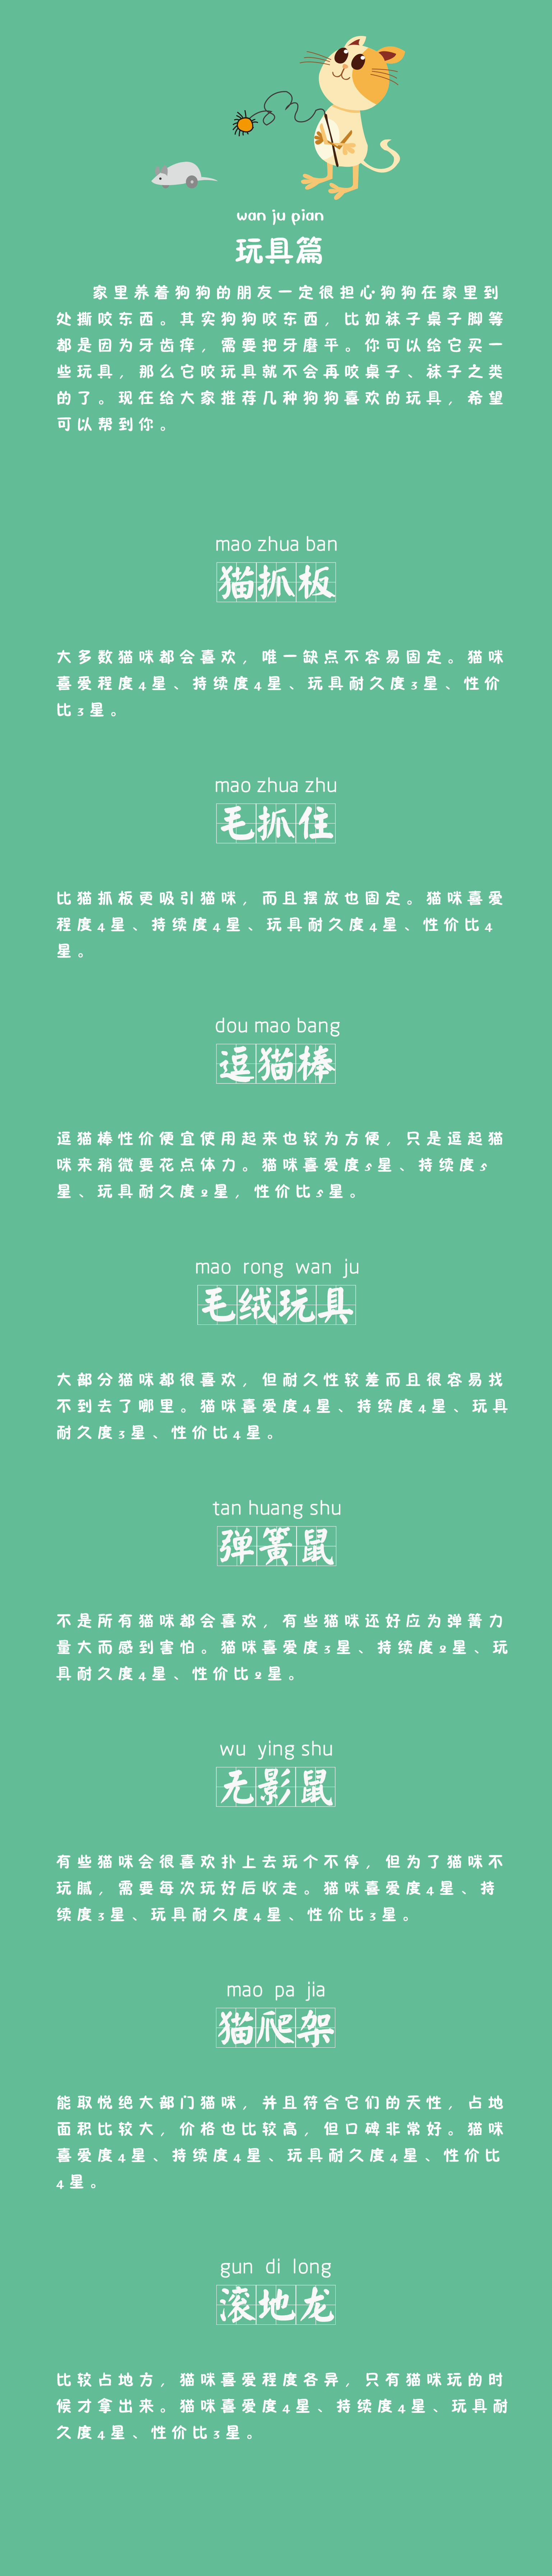 wan ju pian
玩具篇
家里养着狗狗的朋友一定很担心狗狗在家里到
处撕咬东西。其实狗狗咬东西，比如袜子桌子脚等
都是因为牙齿痒，需要把牙磨平。你可以给它买一
些玩具，那么它咬玩具就不会再咬桌子、袜子之类
的了。现在给大家推荐几种狗狗喜欢的玩具，希望
可以帮到你。
mao zhua ban
猫抓板
大多数猫咪都会喜欢，唯一缺点不容易固定。猫咪
喜爱程度4星、持续度4星、玩具耐久度3星、性价
比3星。
mao zhua zhu
毛抓住
比猫抓板更吸引猫咪，而且摆放也固定。猫咪喜爱
程度4星、持续度4星、玩具耐久度4星、性价比4
星。
dou mao bang
逗猫棒
逗猫棒性价便宜使用起来也较为方便，只是逗起猫
咪来稍微要花点体力。猫咪喜爱度5星、持续度5
星、玩具耐久度2星，性价比5星。
mao rong wan ju
毛绒玩具
大部分猫咪都很喜欢，但耐久性较差而且很容易找
不到去了哪里。猫咪喜爱度4星、持续度4星、玩具
耐久度3星、性价比4星。
tan huang shu
弹簧鼠
不是所有猫咪都会喜欢，有些猫咪还好应为弹簧力
量大而感到害怕。猫咪喜爱度3星、持续度2星、玩
具耐久度4星、性价比2星。
wu ying shu
无影鼠
有些猫咪会很喜欢扑上去玩个不停，但为了猫咪不
玩腻，需要每次玩好后收走。猫咪喜爱度4星、持
续度3星、玩具耐久度4星、性价比3星。
mao pa jia
猫爬架
能取悦绝大部门猫咪，并且符合它们的天性，占地
面积比较大，价格也比较高，但口碑非常好。猫咪
喜爱度4星、持续度4星、玩具耐久度4星、性价比
4星。
gun di long
滚地龙
比较占地方，猫咪喜爱程度各异，只有猫咪玩的时
候才拿出来。猫咪喜爱度4星、持续度4星、玩具耐
久度4星、性价比3星。